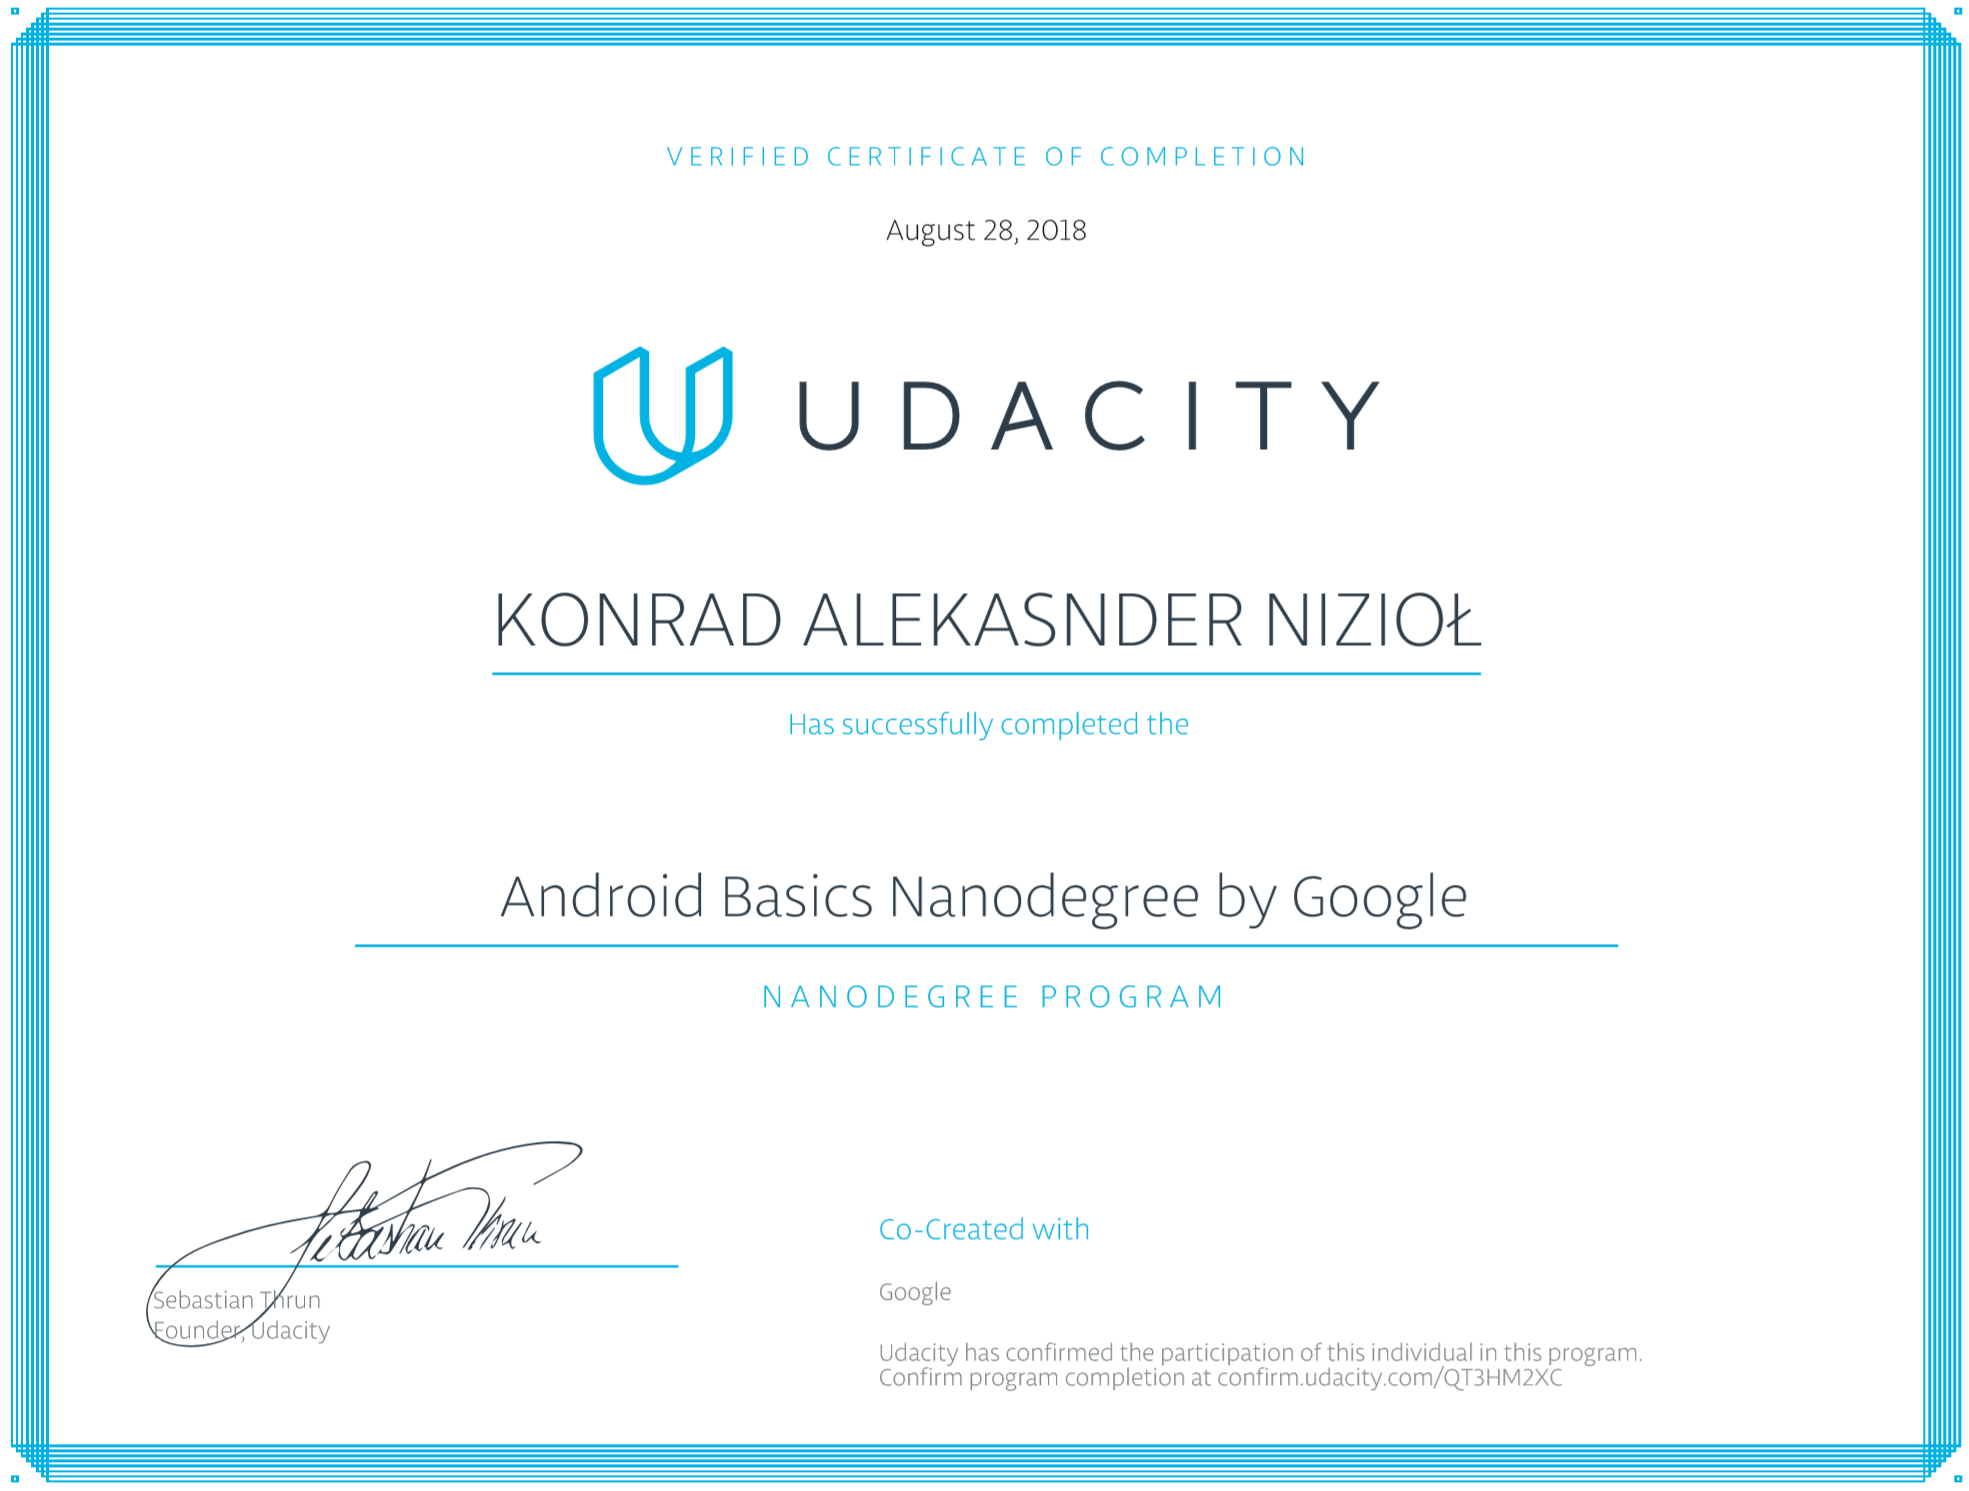 VERIFIED CERTIFICATE OF COMPLETION
August 28, 2018
UDACITY
KONRAD ALEKASNDER NIZIOŁ
Has successfully completed the
Android Basics Nanodegree by Google
NANODEGREE PROGRAM
Sebastian Thrun
Sebastian Thrun
Founder, Udacity
Co-Created with
Google
Udacity has confirmed the participation of this individual in this program.
Confirm program completion at confirm.udacity.com/QT3HM2XC